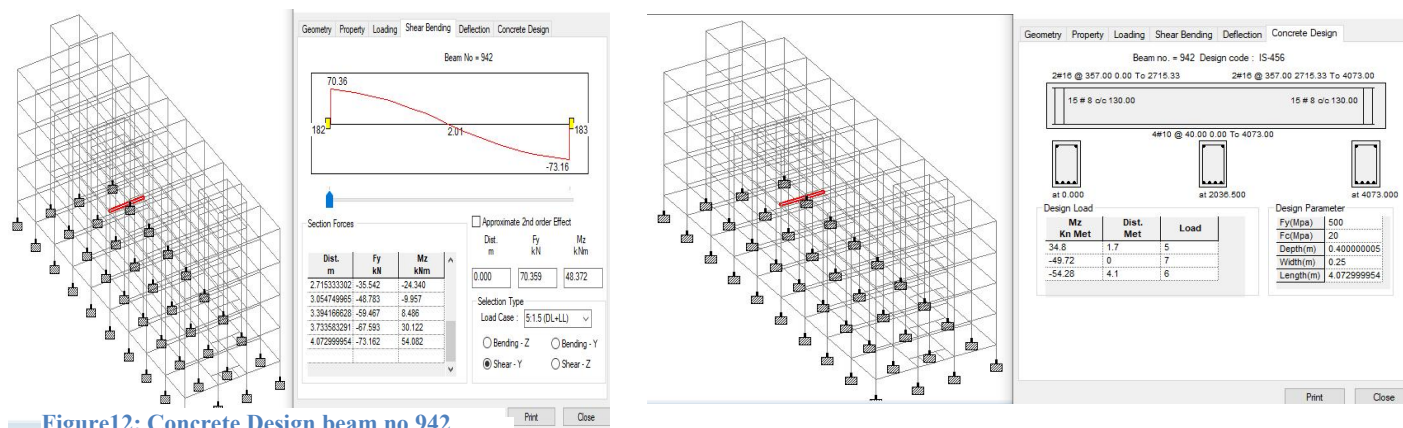 Geometry Property Loading Shear Bending Deflection Concrete Design
Beam No = 942
70.36
182
2.01
183
-73.16
Section Forces
Dist. m Fy kN Mz kNm
2.715333302 -35.542 -24.340
3.054749965 -48.783 -9.957
3.394166628 -59.467 8.486
3.733583291 -67.593 30.122
4.072999954 -73.162 54.082
Approximate 2nd order Effect
Dist. m Fy kN Mz kNm
0.000 70.359 48.372
Selection Type
Load Case : 5:1.5 (DL+LL)
Bending - Z Bending - Y
Shear - Y Shear - Z
Print Close
Figure12: Concrete Design beam no 942
Geometry Property Loading Shear Bending Deflection Concrete Design
Beam no. = 942 Design code : IS-456
2#16 @ 357.00 0.00 To 2715.33 2#16 @ 357.00 2715.33 To 4073.00
15 # 8 c/c 130.00 15 # 8 c/c 130.00
4#10 @ 40.00 0.00 To 4073.00
at 0.000 at 2036.500 at 4073.000
Design Load
Mz Kn Met Dist. Met Load
34.8 1.7 5
-49.72 0 7
-54.28 4.1 6
Design Parameter
Fy(Mpa) 500
Fc(Mpa) 20
Depth(m) 0.400000005
Width(m) 0.25
Length(m) 4.072999954
Print Close